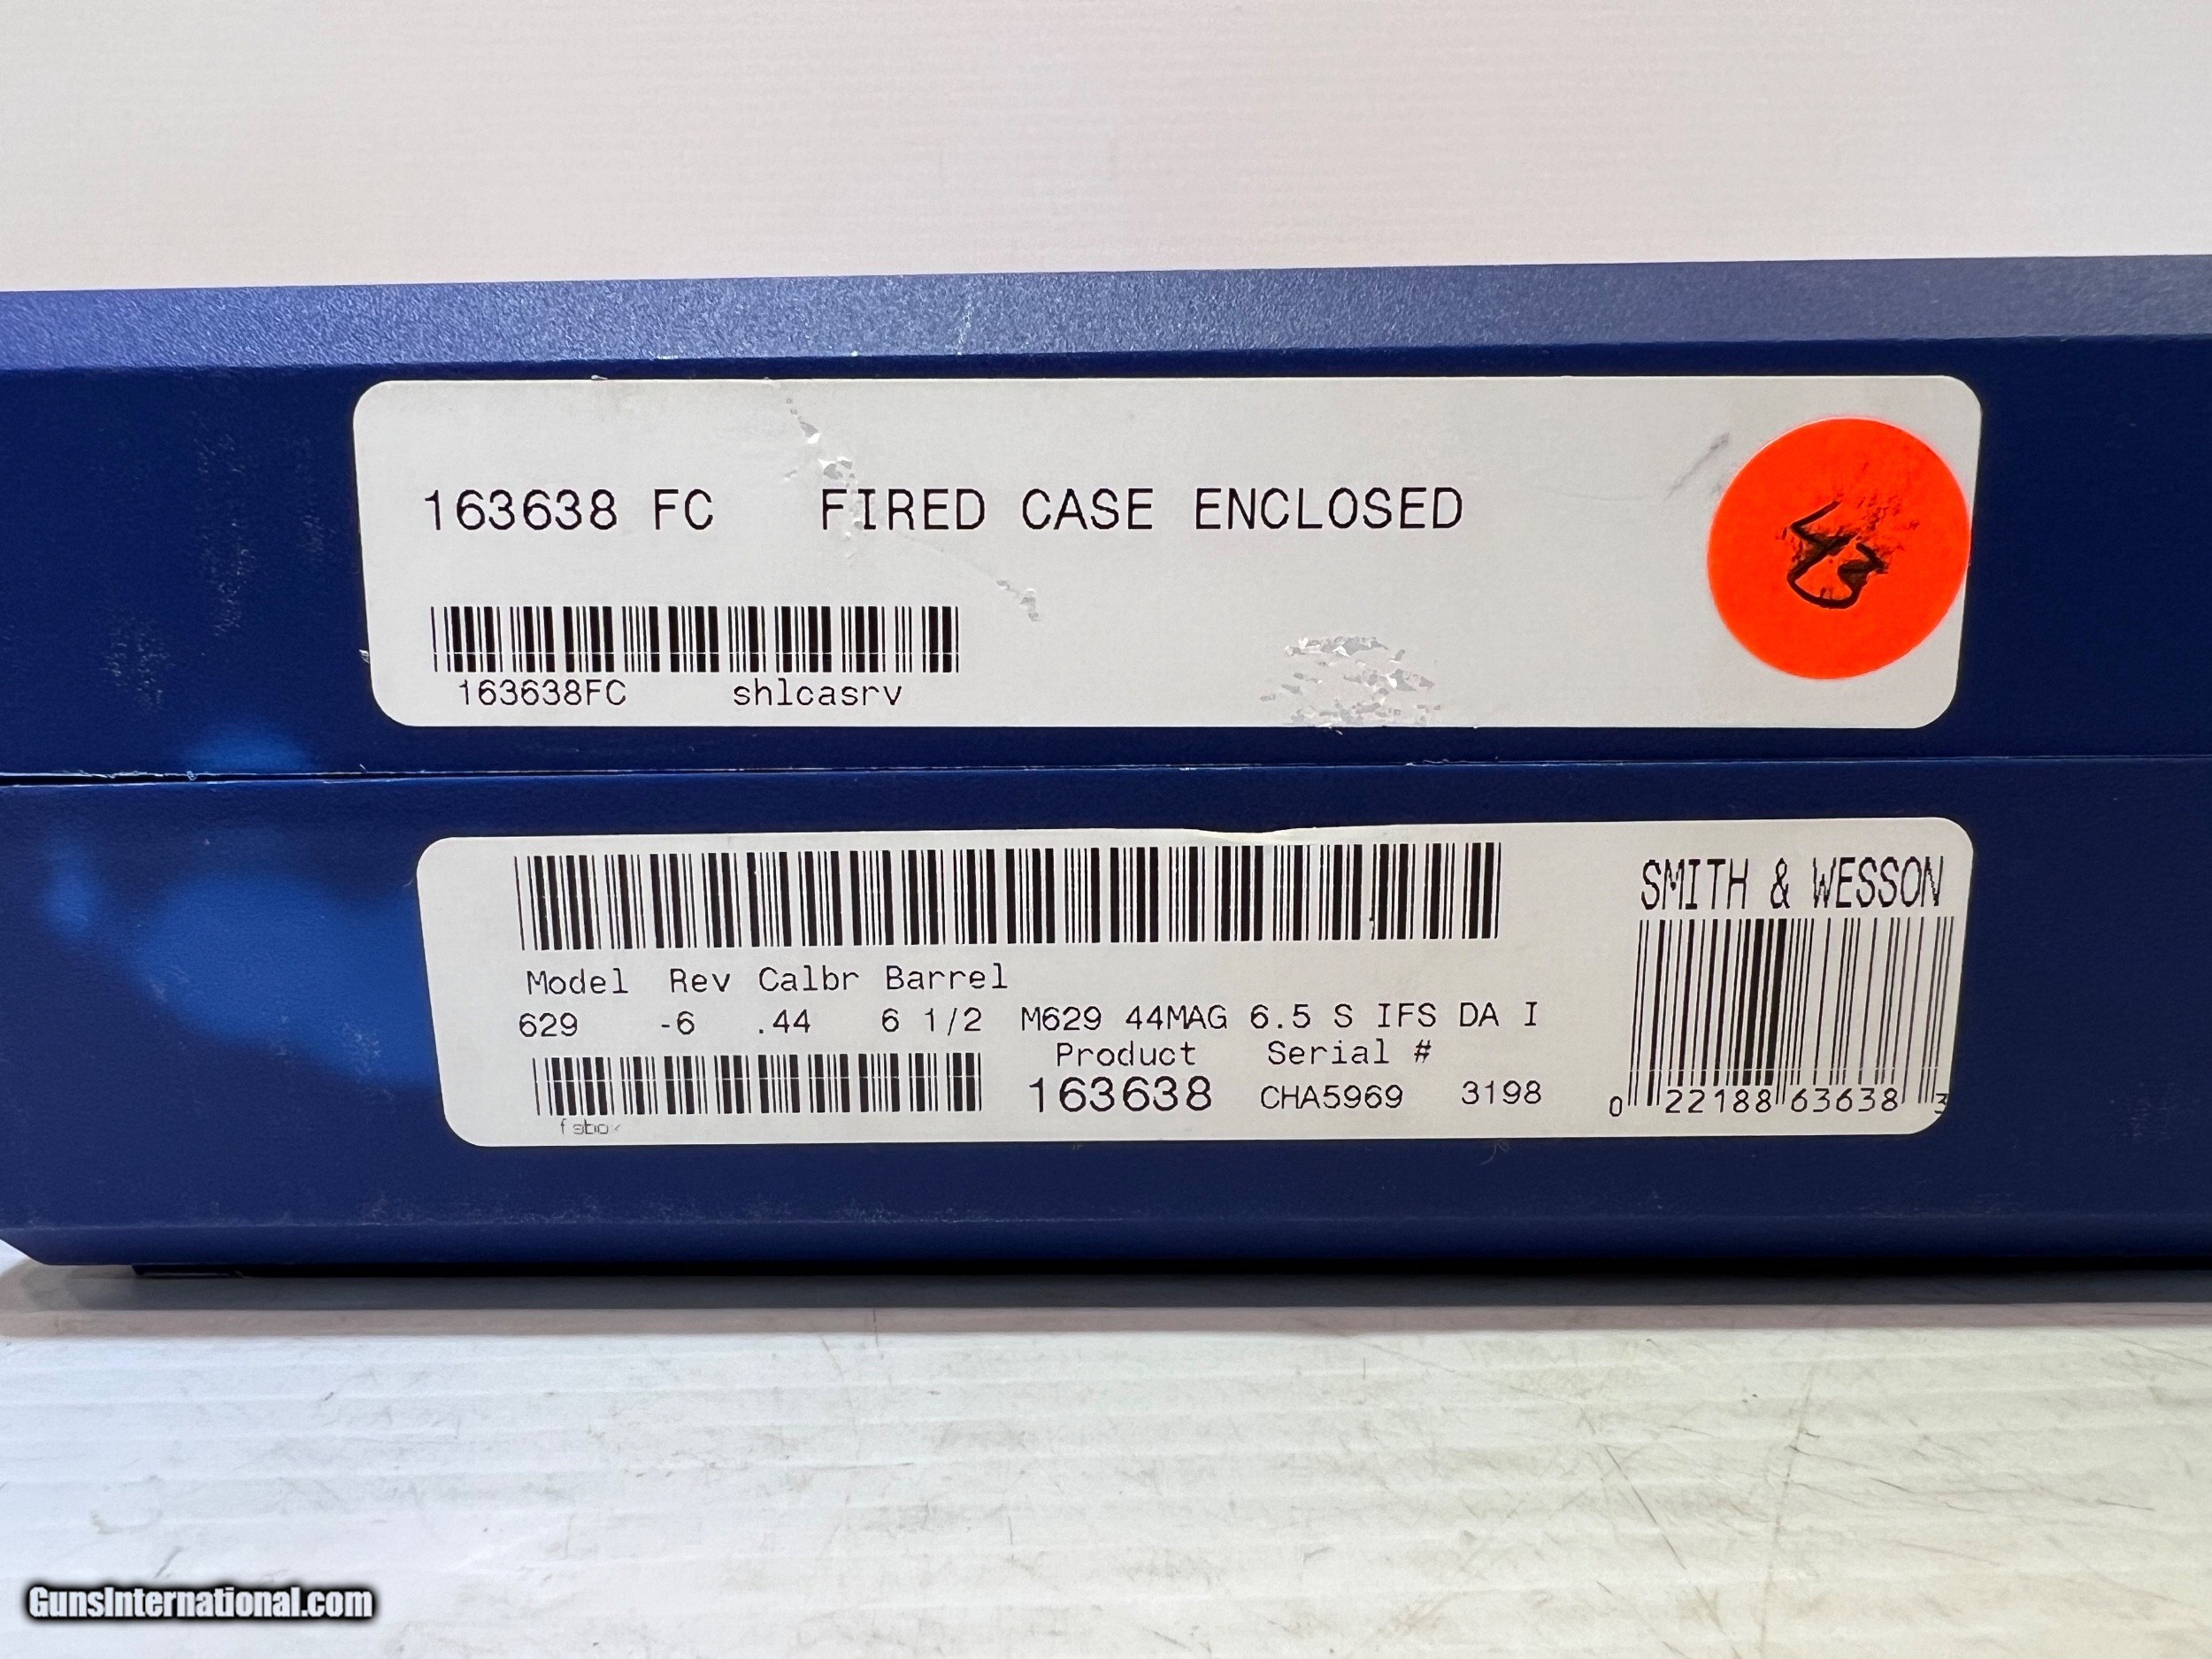 163638 FC FIRED CASE ENCLOSED
43
163638FC shlcasrv
SMITH & WESSON
Model Rev Calbr Barrel
629 -6 .44 6 1/2 M629 44MAG 6.5 S IFS DA I
Product Serial #
163638 CHA5969 3198
0 22188 63638 3
GunsInternational.com